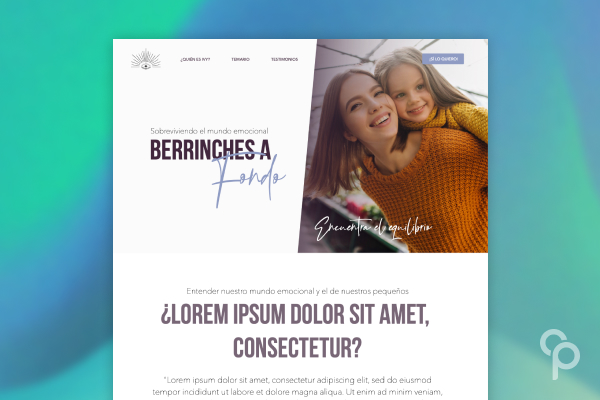 ¿QUIÉN ES IVY?
TEMARIO
TESTIMONIOS
¡SÍ LO QUIERO!
Sobreviviendo el mundo emocional
BERRINCHES A
Fondo
Encuentra el equilibrio
Entender nuestro mundo emocional y el de nuestros pequeños
¿LOREM IPSUM DOLOR SIT AMET,
CONSECTETUR?
"Lorem ipsum dolor sit amet, consectetur adipiscing elit, sed do eiusmod
tempor incididunt ut labore et dolore magna aliqua. Ut enim ad minim veniam,